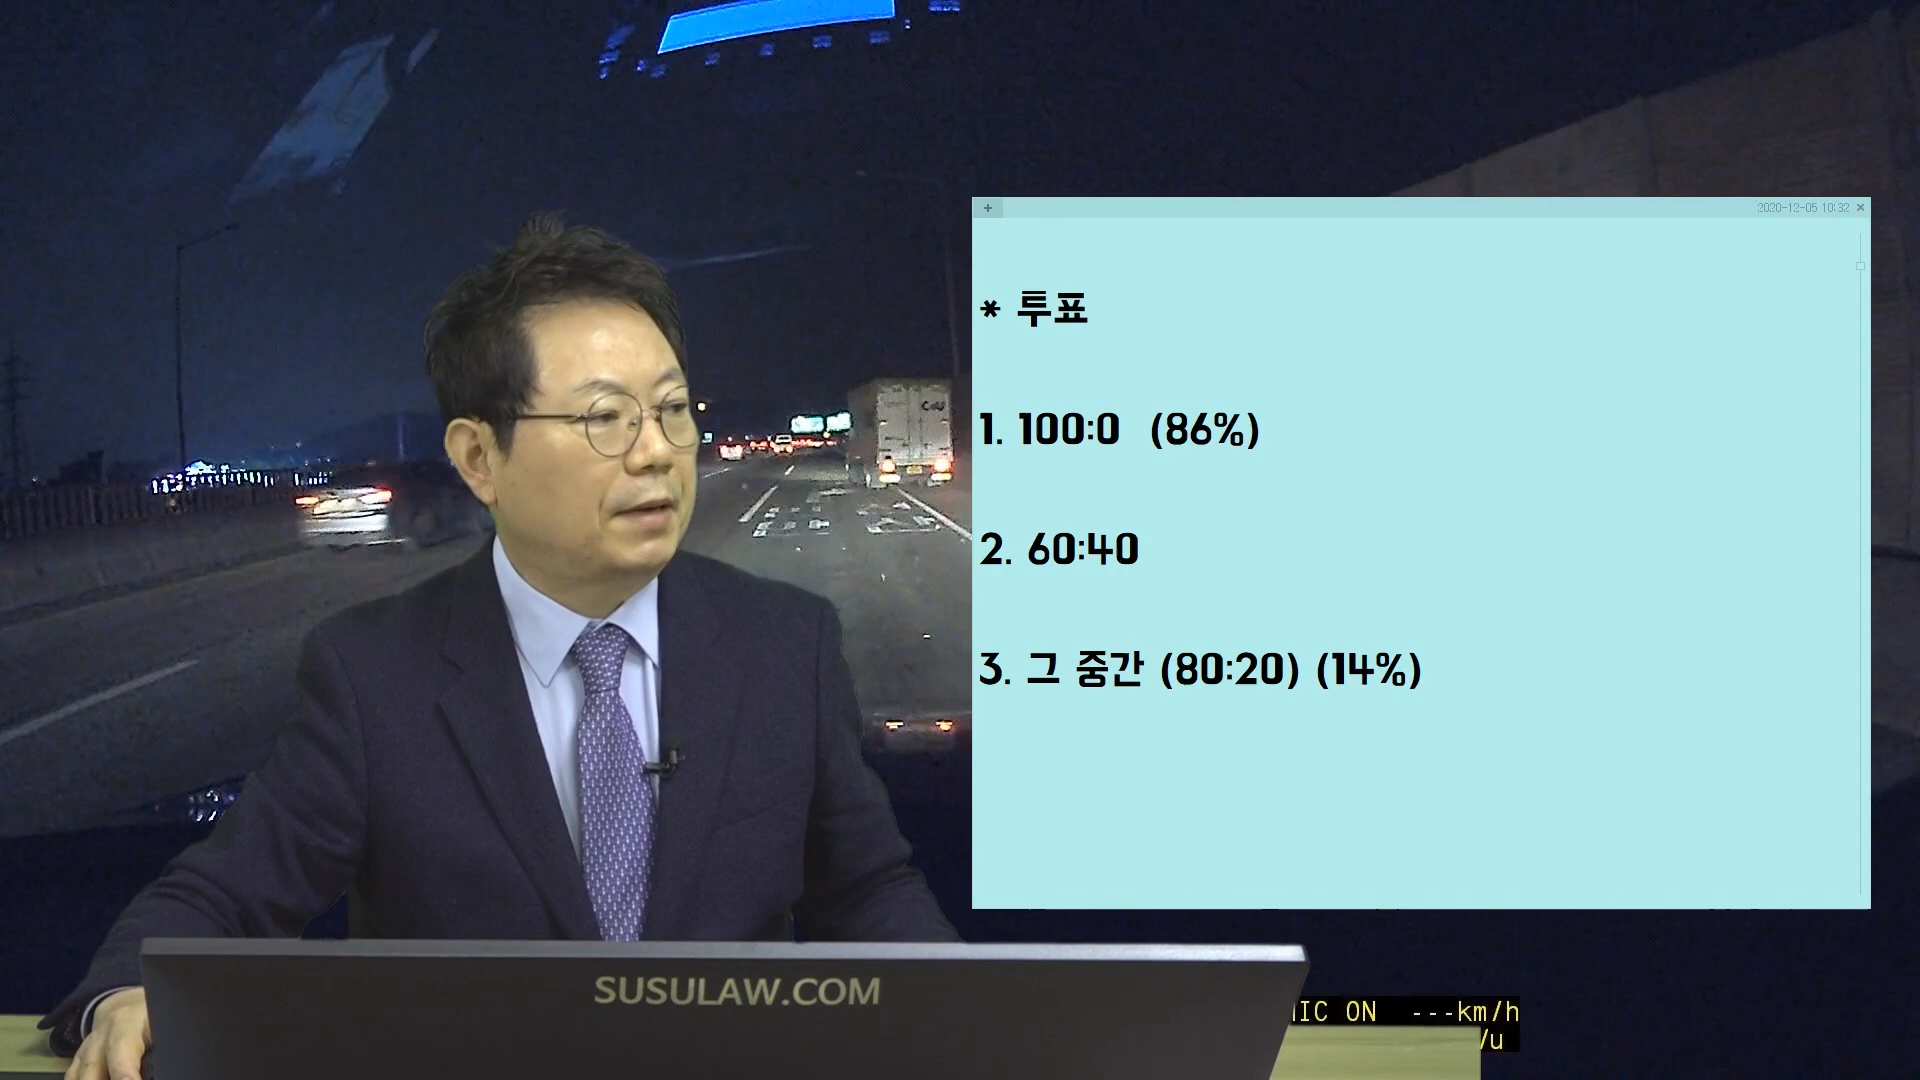 + 2020-12-05 10:32 ×
* 투표
1. 100:0 (86%)
2. 60:40
3. 그 중간 (80:20) (14%)
SUSULAW.COM
MIC ON ---km/h
/u